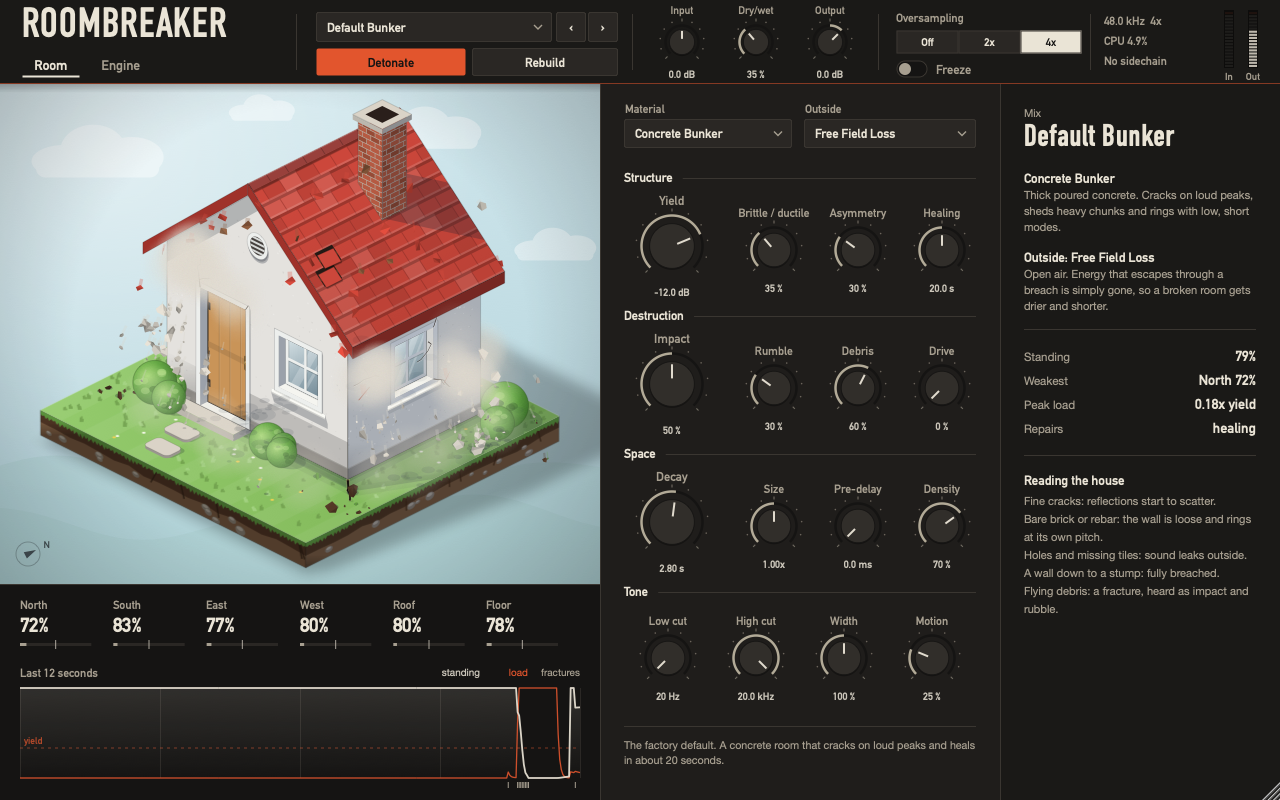 ROOMBREAKER
Room
Engine
Default Bunker
‹
›
Detonate
Rebuild
Input
Dry/wet
Output
0.0 dB
35 %
0.0 dB
Oversampling
Off
2x
4x
Freeze
48.0 kHz 4x
CPU 4.9%
No sidechain
In
Out
N
North
South
East
West
Roof
Floor
72%
83%
77%
80%
80%
78%
Last 12 seconds
standing
load
fractures
yield
Material
Outside
Concrete Bunker
Free Field Loss
Structure
Yield
Brittle / ductile
Asymmetry
Healing
-12.0 dB
35 %
30 %
20.0 s
Destruction
Impact
Rumble
Debris
Drive
50 %
30 %
60 %
0 %
Space
Decay
Size
Pre-delay
Density
2.80 s
1.00x
0.0 ms
70 %
Tone
Low cut
High cut
Width
Motion
20 Hz
20.0 kHz
100 %
25 %
The factory default. A concrete room that cracks on loud peaks and heals
in about 20 seconds.
Mix
Default Bunker
Concrete Bunker
Thick poured concrete. Cracks on loud peaks,
sheds heavy chunks and rings with low, short
modes.
Outside: Free Field Loss
Open air. Energy that escapes through a
breach is simply gone, so a broken room gets
drier and shorter.
Standing
79%
Weakest
North 72%
Peak load
0.18x yield
Repairs
healing
Reading the house
Fine cracks: reflections start to scatter.
Bare brick or rebar: the wall is loose and rings
at its own pitch.
Holes and missing tiles: sound leaks outside.
A wall down to a stump: fully breached.
Flying debris: a fracture, heard as impact and
rubble.